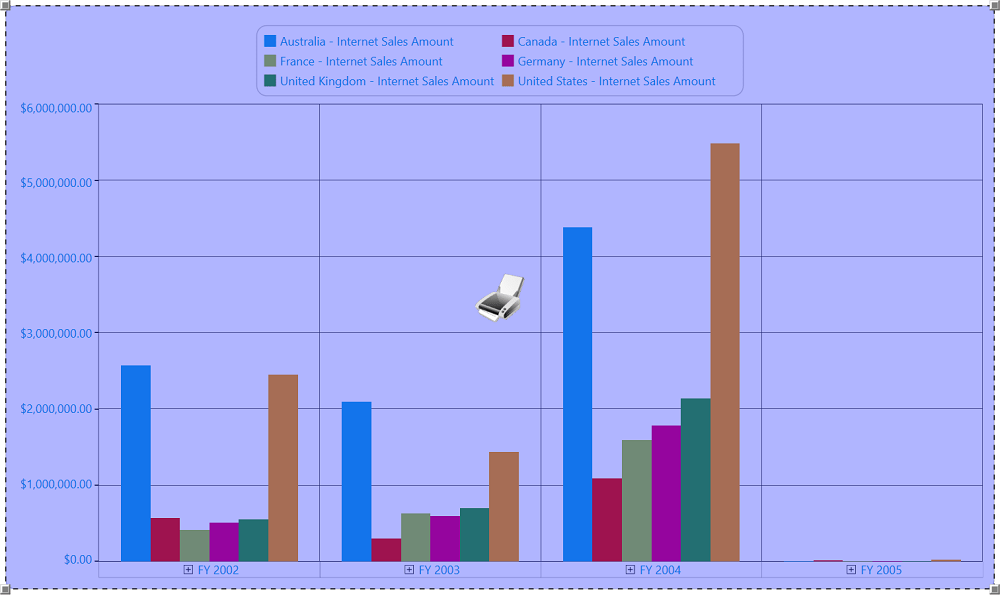 Australia - Internet Sales Amount Canada - Internet Sales Amount
France - Internet Sales Amount Germany - Internet Sales Amount
United Kingdom - Internet Sales Amount United States - Internet Sales Amount
$6,000,000.00
$5,000,000.00
$4,000,000.00
$3,000,000.00
$2,000,000.00
$1,000,000.00
$0.00
FY 2002 FY 2003 FY 2004 FY 2005